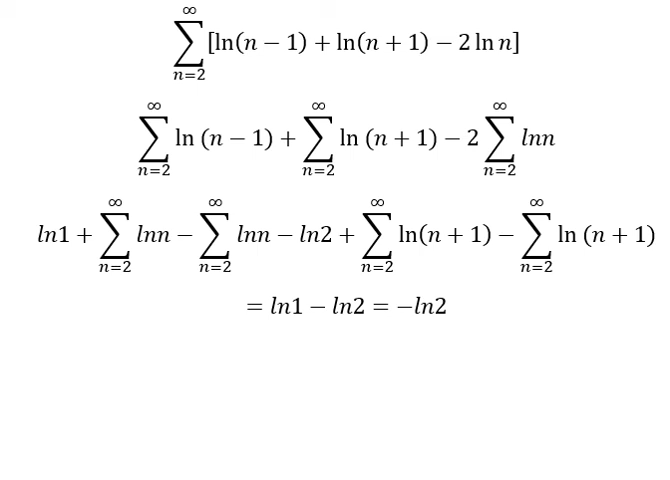 ∑_{n=2}^{∞} [ln(n − 1) + ln(n + 1) − 2 ln n]
∑_{n=2}^{∞} ln (n − 1) + ∑_{n=2}^{∞} ln (n + 1) − 2 ∑_{n=2}^{∞} lnn
ln1 + ∑_{n=2}^{∞} lnn − ∑_{n=2}^{∞} lnn − ln2 + ∑_{n=2}^{∞} ln(n + 1) − ∑_{n=2}^{∞} ln (n + 1)
= ln1 − ln2 = −ln2